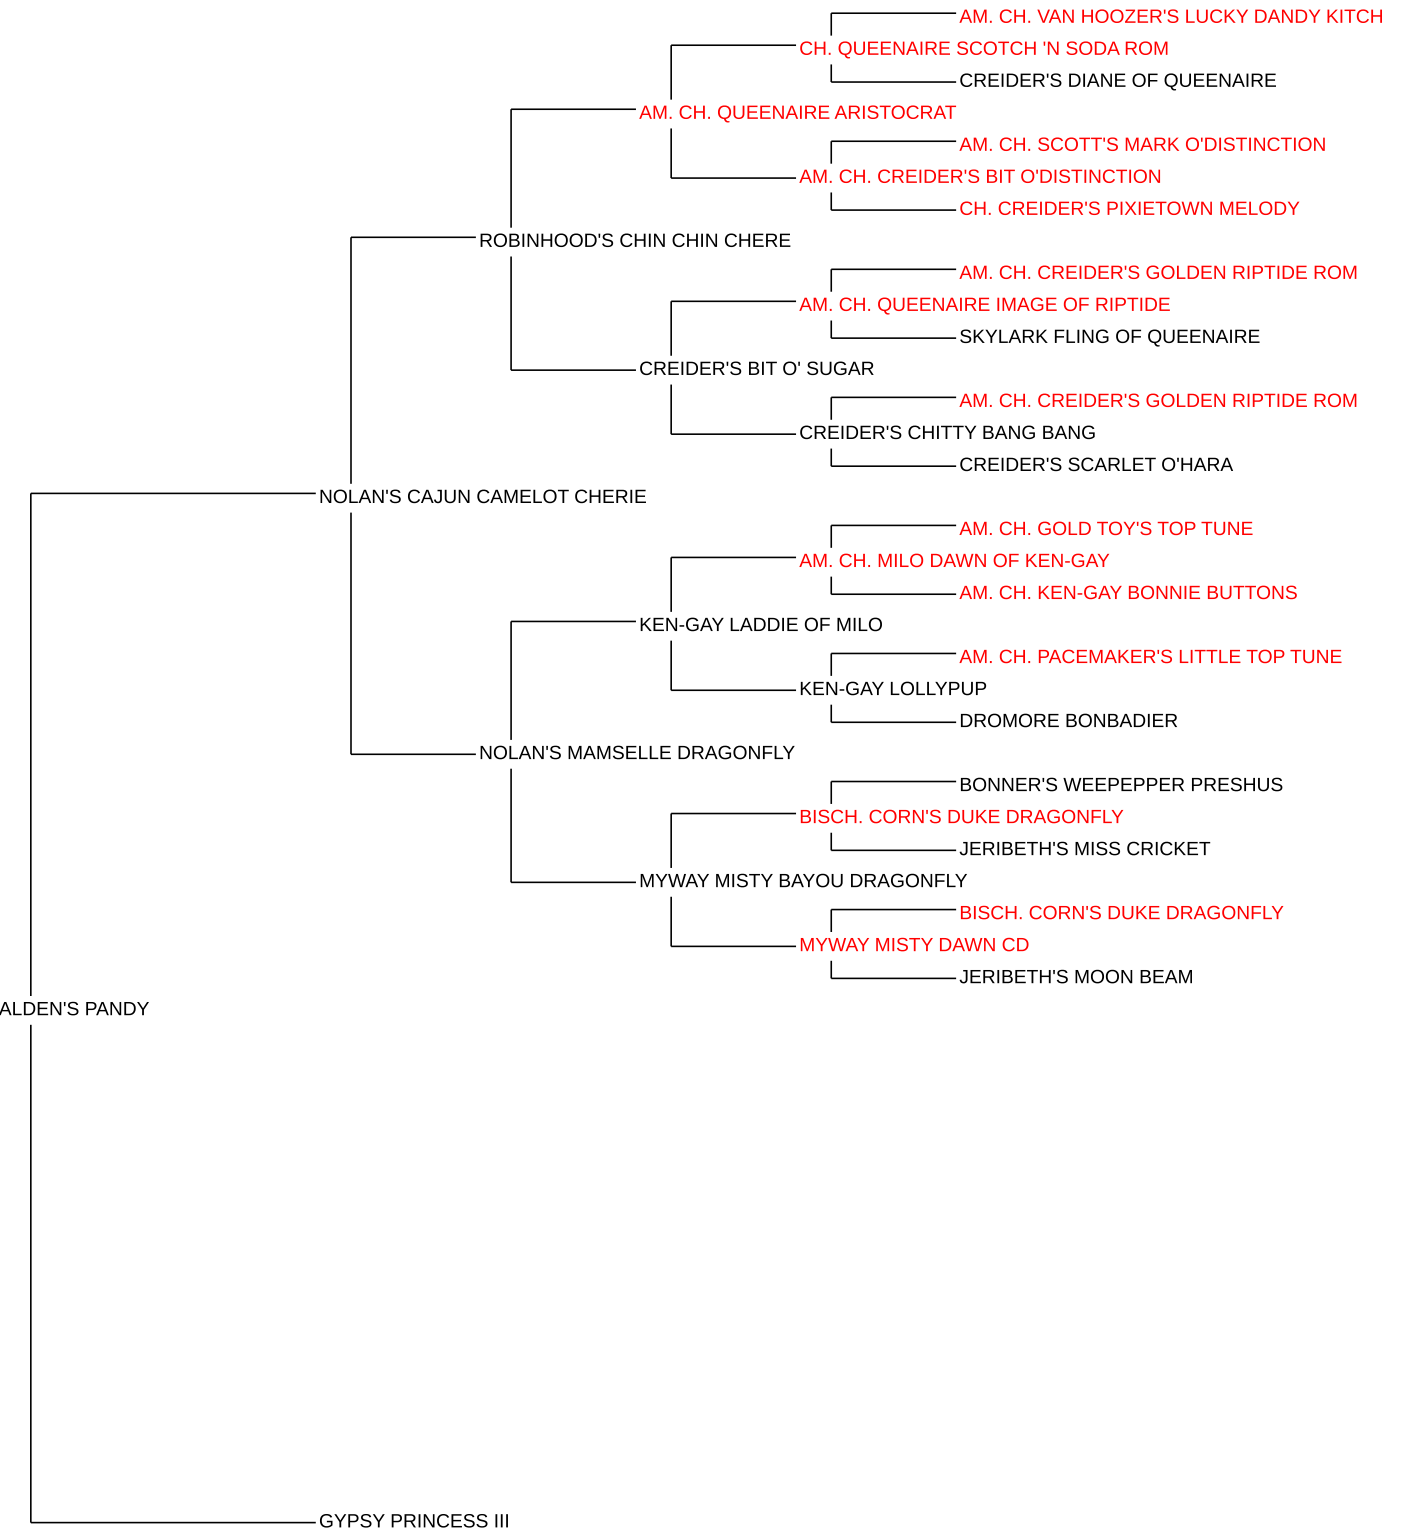 AM. CH. VAN HOOZER'S LUCKY DANDY KITCH
CH. QUEENAIRE SCOTCH 'N SODA ROM
CREIDER'S DIANE OF QUEENAIRE
AM. CH. QUEENAIRE ARISTOCRAT
AM. CH. SCOTT'S MARK O'DISTINCTION
AM. CH. CREIDER'S BIT O'DISTINCTION
CH. CREIDER'S PIXIETOWN MELODY
ROBINHOOD'S CHIN CHIN CHERE
AM. CH. CREIDER'S GOLDEN RIPTIDE ROM
AM. CH. QUEENAIRE IMAGE OF RIPTIDE
SKYLARK FLING OF QUEENAIRE
CREIDER'S BIT O' SUGAR
AM. CH. CREIDER'S GOLDEN RIPTIDE ROM
CREIDER'S CHITTY BANG BANG
CREIDER'S SCARLET O'HARA
NOLAN'S CAJUN CAMELOT CHERIE
AM. CH. GOLD TOY'S TOP TUNE
AM. CH. MILO DAWN OF KEN-GAY
AM. CH. KEN-GAY BONNIE BUTTONS
KEN-GAY LADDIE OF MILO
AM. CH. PACEMAKER'S LITTLE TOP TUNE
KEN-GAY LOLLYPUP
DROMORE BONBADIER
NOLAN'S MAMSELLE DRAGONFLY
BONNER'S WEEPEPPER PRESHUS
BISCH. CORN'S DUKE DRAGONFLY
JERIBETH'S MISS CRICKET
MYWAY MISTY BAYOU DRAGONFLY
BISCH. CORN'S DUKE DRAGONFLY
MYWAY MISTY DAWN CD
JERIBETH'S MOON BEAM
ALDEN'S PANDY
GYPSY PRINCESS III